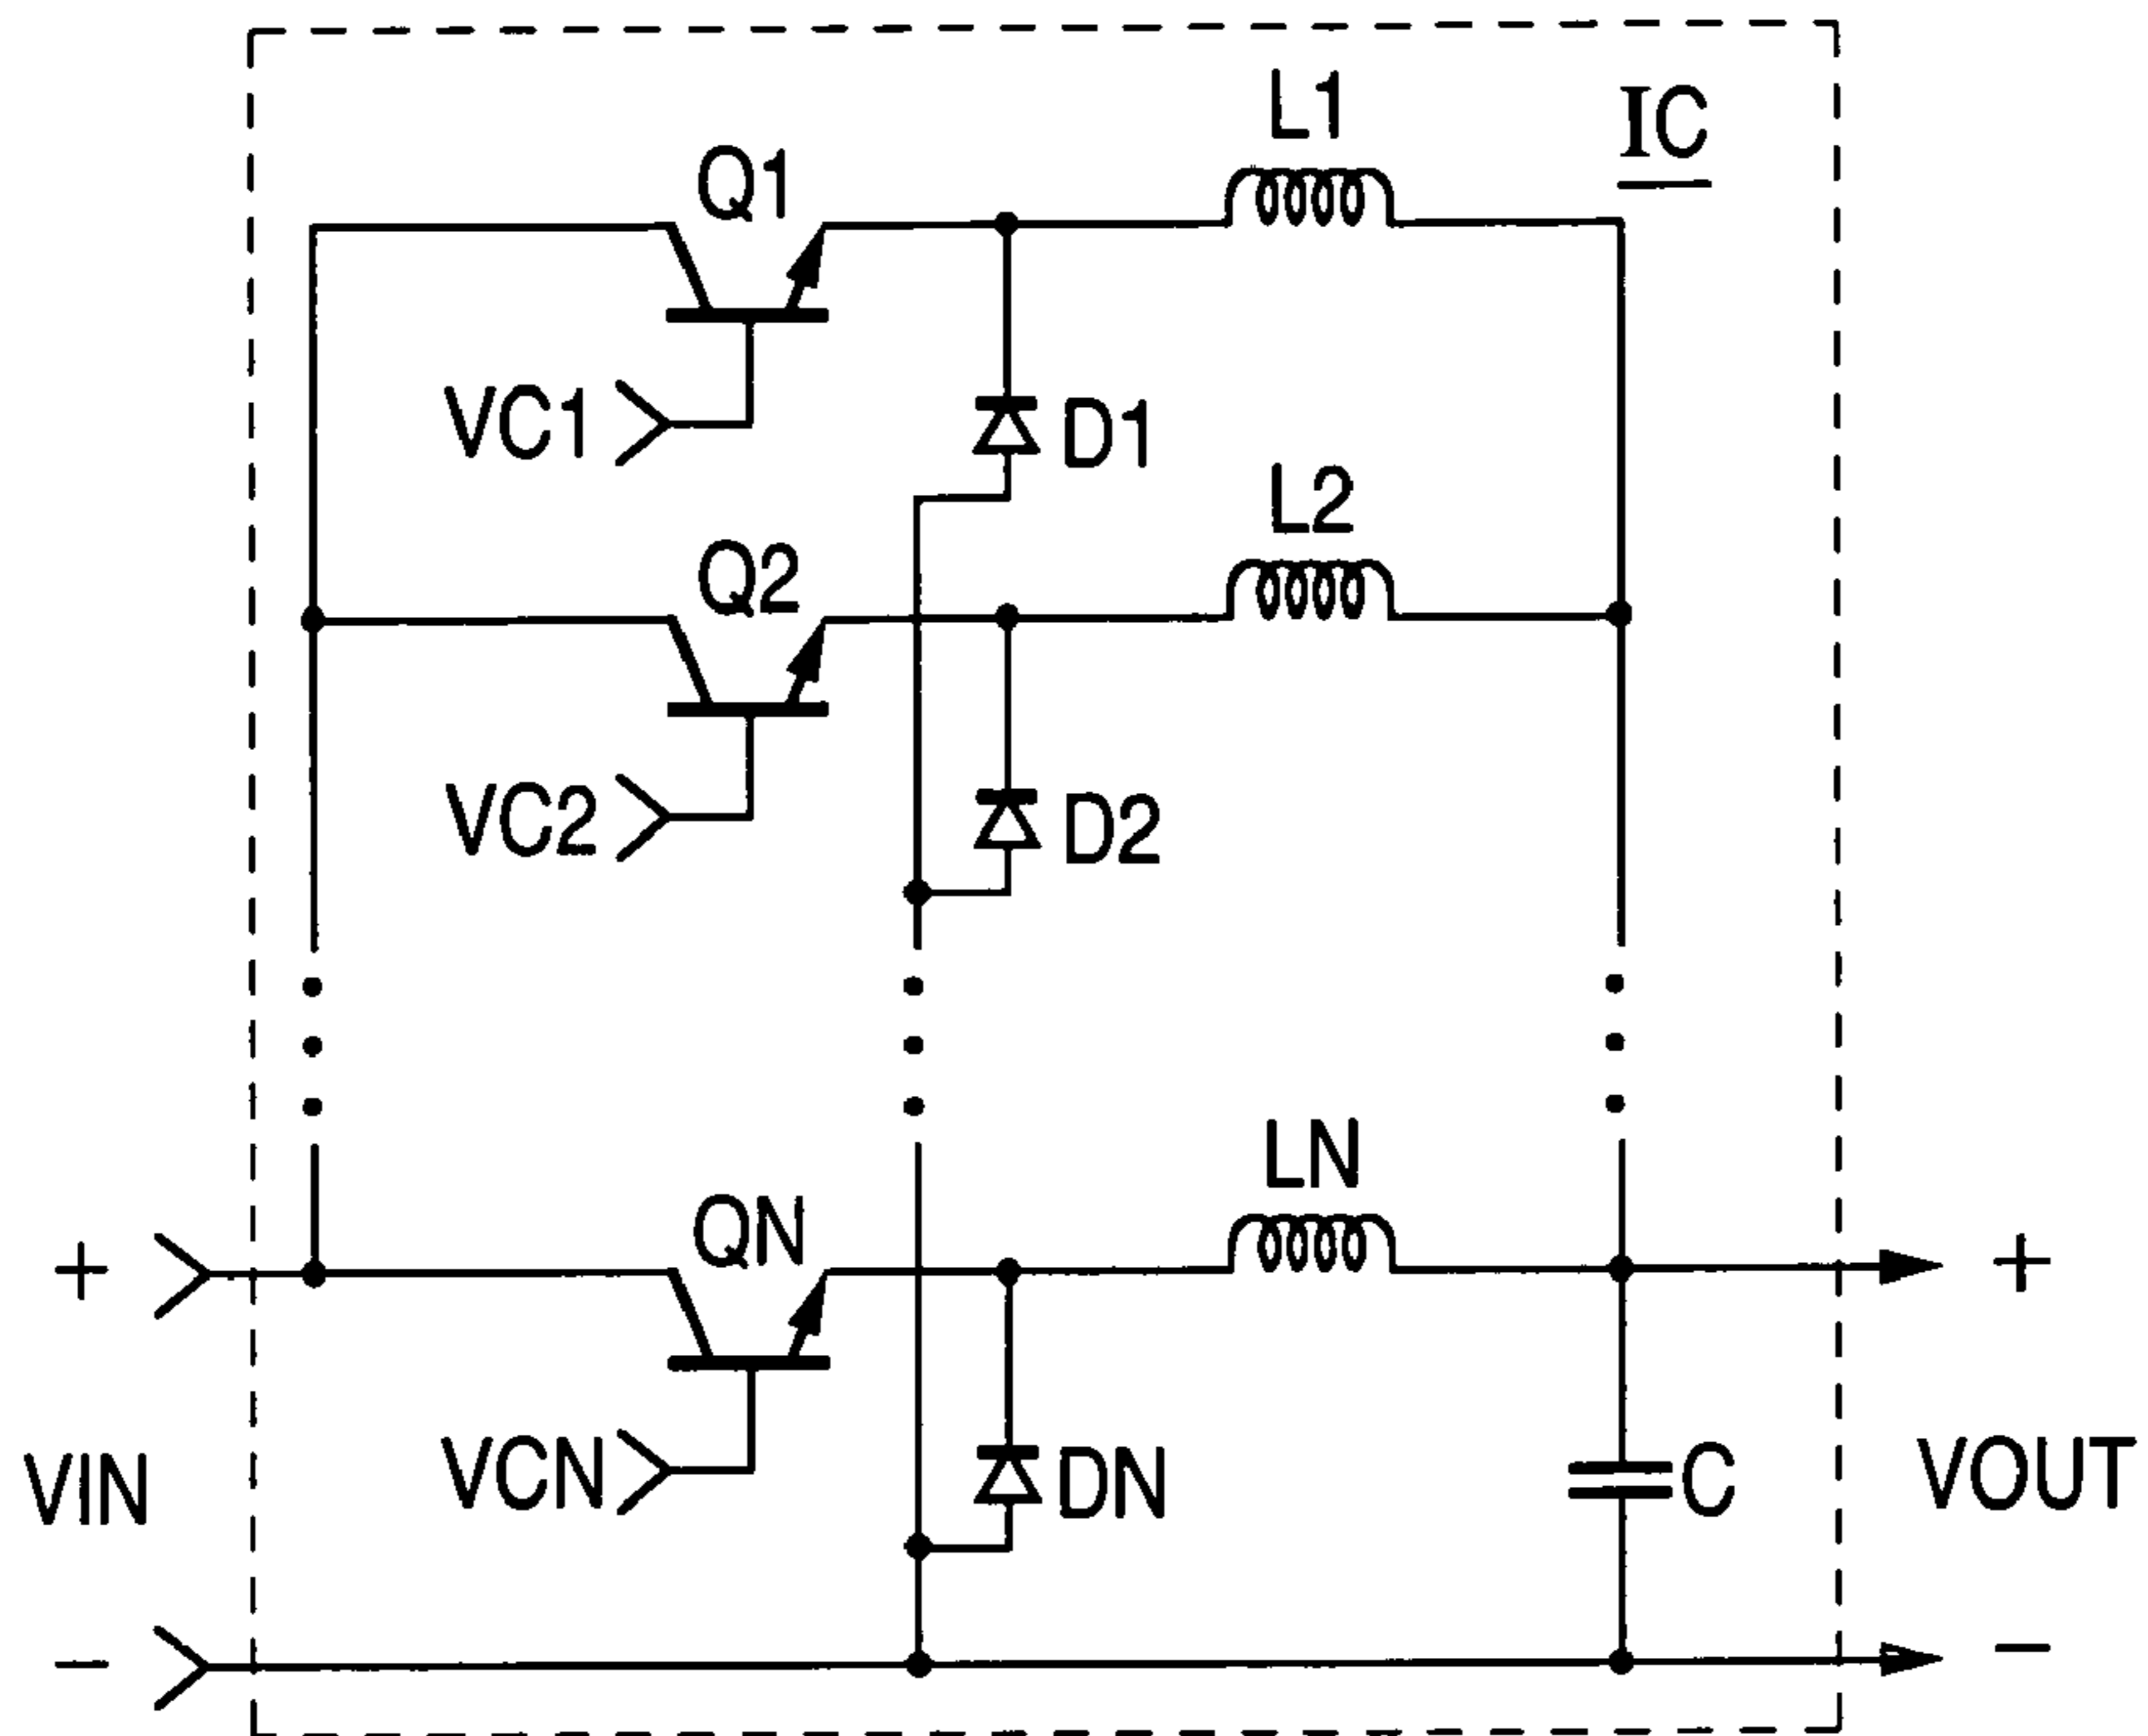 L1
IC
Q1
VC1
D1
L2
Q2
VC2
D2
LN
QN
+
+
VCN
DN
C
VIN
VOUT
−
−